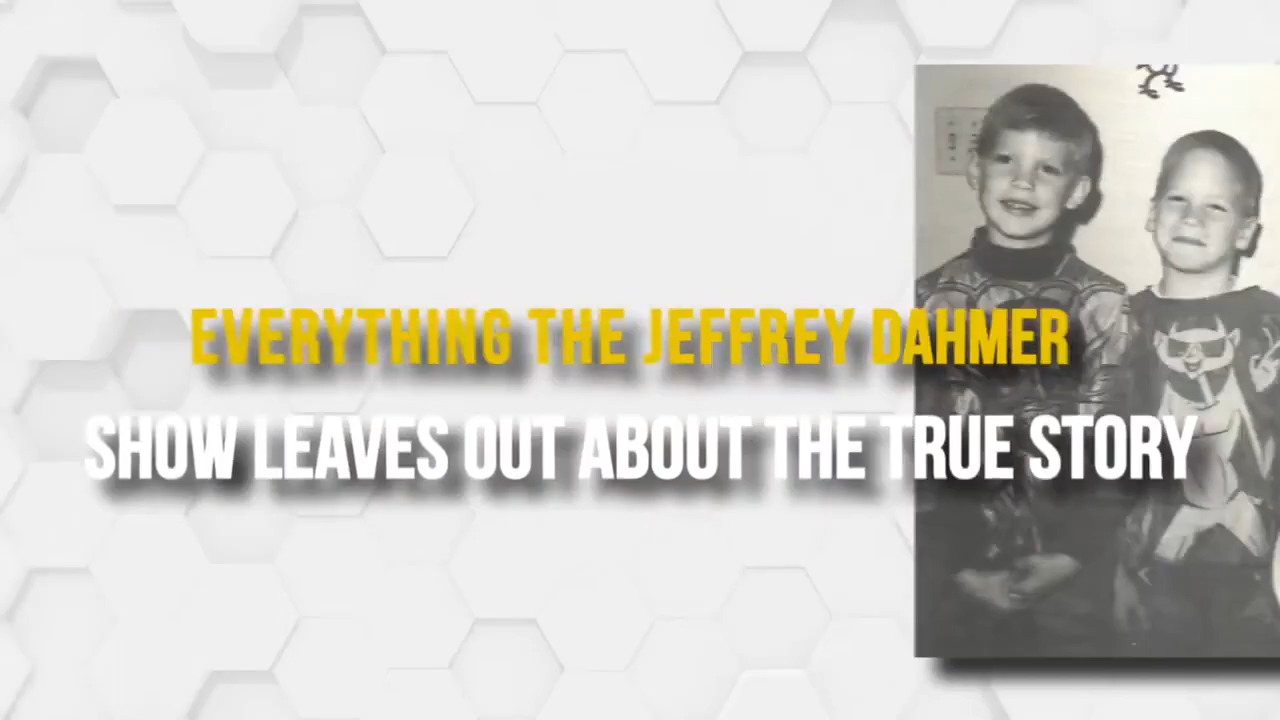 EVERYTHING THE JEFFREY DAHMER
SHOW LEAVES OUT ABOUT THE TRUE STORY